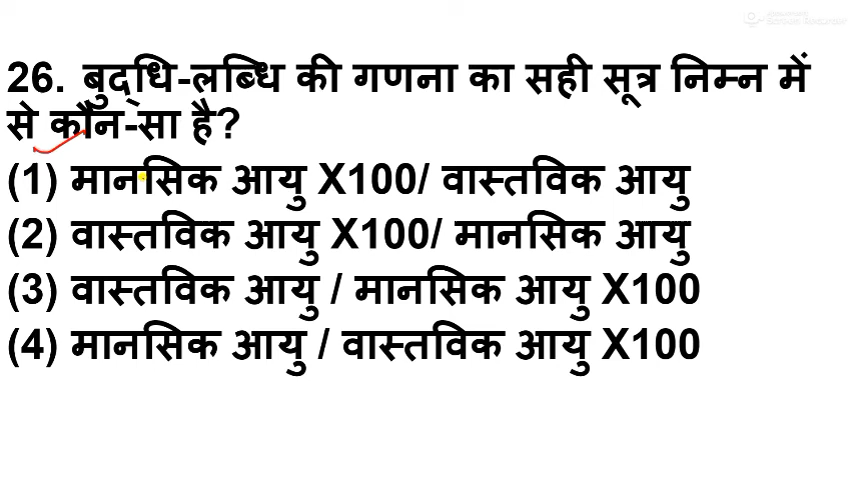 26. बुद्धि-लब्धि की गणना का सही सूत्र निम्न में
से कौन-सा है?
(1) मानसिक आयु X100/ वास्तविक आयु
(2) वास्तविक आयु X100/ मानसिक आयु
(3) वास्तविक आयु / मानसिक आयु X100
(4) मानसिक आयु / वास्तविक आयु X100